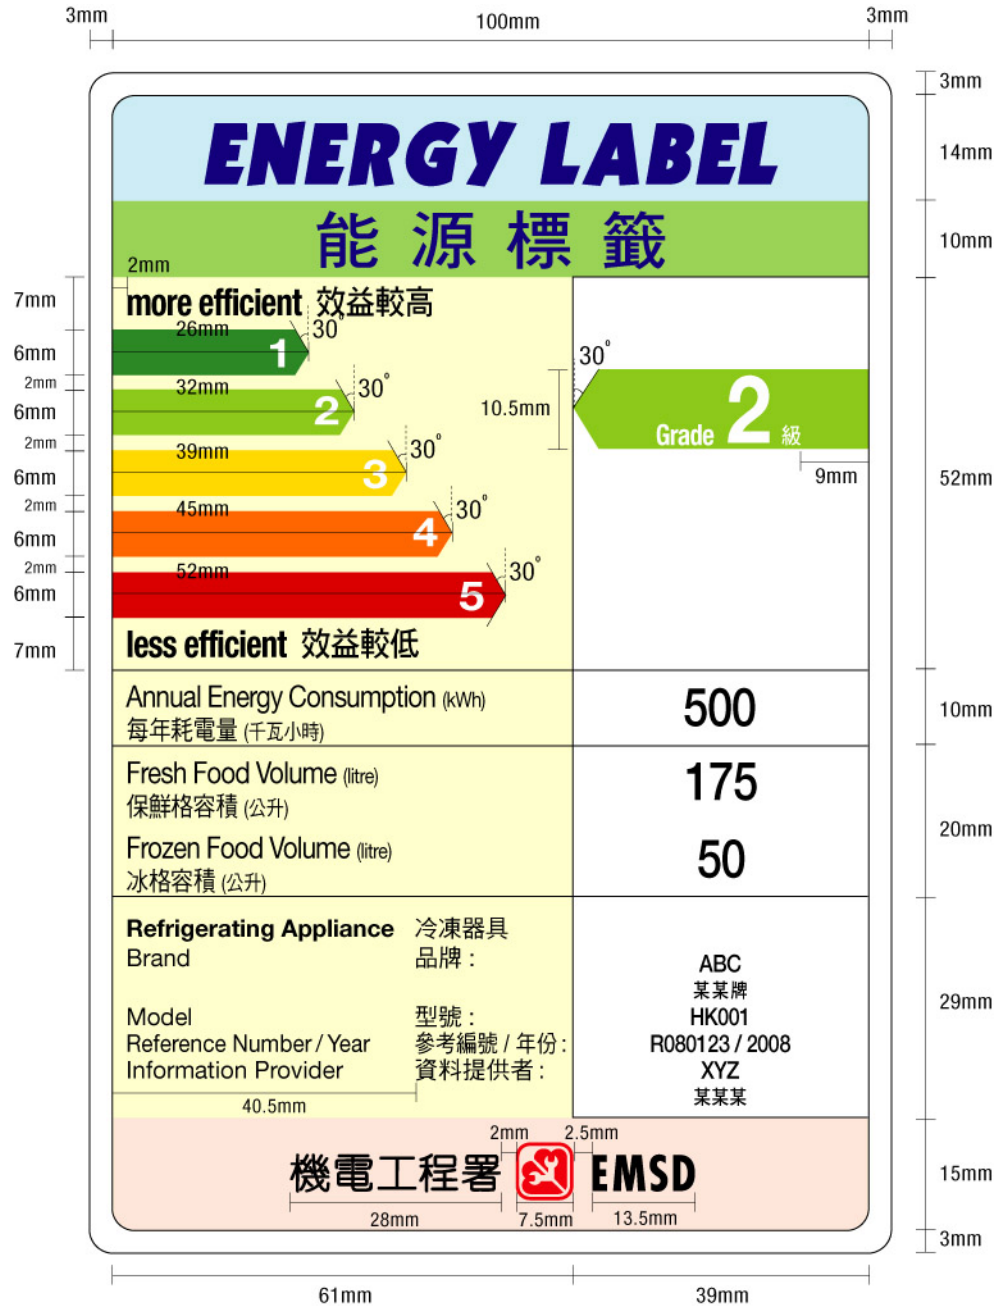 3mm
100mm
3mm
3mm
ENERGY LABEL
14mm
能源標籤
10mm
2mm
7mm
more efficient 效益較高
26mm
30°
6mm
1
30°
2mm
32mm
30°
6mm
2
10.5mm
Grade 2 級
2mm
39mm
30°
9mm
6mm
3
52mm
2mm
45mm
30°
6mm
4
2mm
52mm
30°
6mm
5
7mm
less efficient 效益較低
Annual Energy Consumption (kWh)
每年耗電量 (千瓦小時)
500
10mm
Fresh Food Volume (litre)
保鮮格容積 (公升)
175
20mm
Frozen Food Volume (litre)
冰格容積 (公升)
50
Refrigerating Appliance 冷凍器具
Brand 品牌 :
ABC
某某牌
29mm
Model 型號 :
HK001
Reference Number / Year 參考編號 / 年份 :
R080123 / 2008
Information Provider 資料提供者 :
XYZ
某某某
40.5mm
2mm
2.5mm
機電工程署 EMSD
15mm
28mm
7.5mm
13.5mm
3mm
61mm
39mm